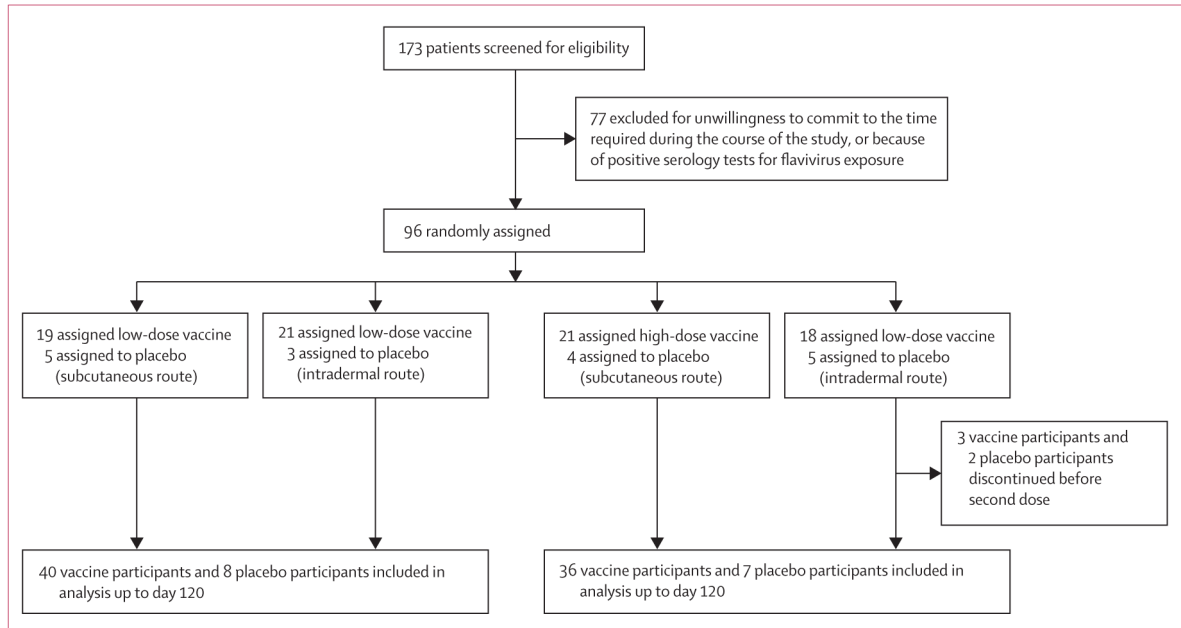 173 patients screened for eligibility
77 excluded for unwillingness to commit to the time
required during the course of the study, or because
of positive serology tests for flavivirus exposure
96 randomly assigned
19 assigned low-dose vaccine
5 assigned to placebo
(subcutaneous route)
21 assigned low-dose vaccine
3 assigned to placebo
(intradermal route)
21 assigned high-dose vaccine
4 assigned to placebo
(subcutaneous route)
18 assigned low-dose vaccine
5 assigned to placebo
(intradermal route)
3 vaccine participants and
2 placebo participants
discontinued before
second dose
40 vaccine participants and 8 placebo participants included in
analysis up to day 120
36 vaccine participants and 7 placebo participants included in
analysis up to day 120